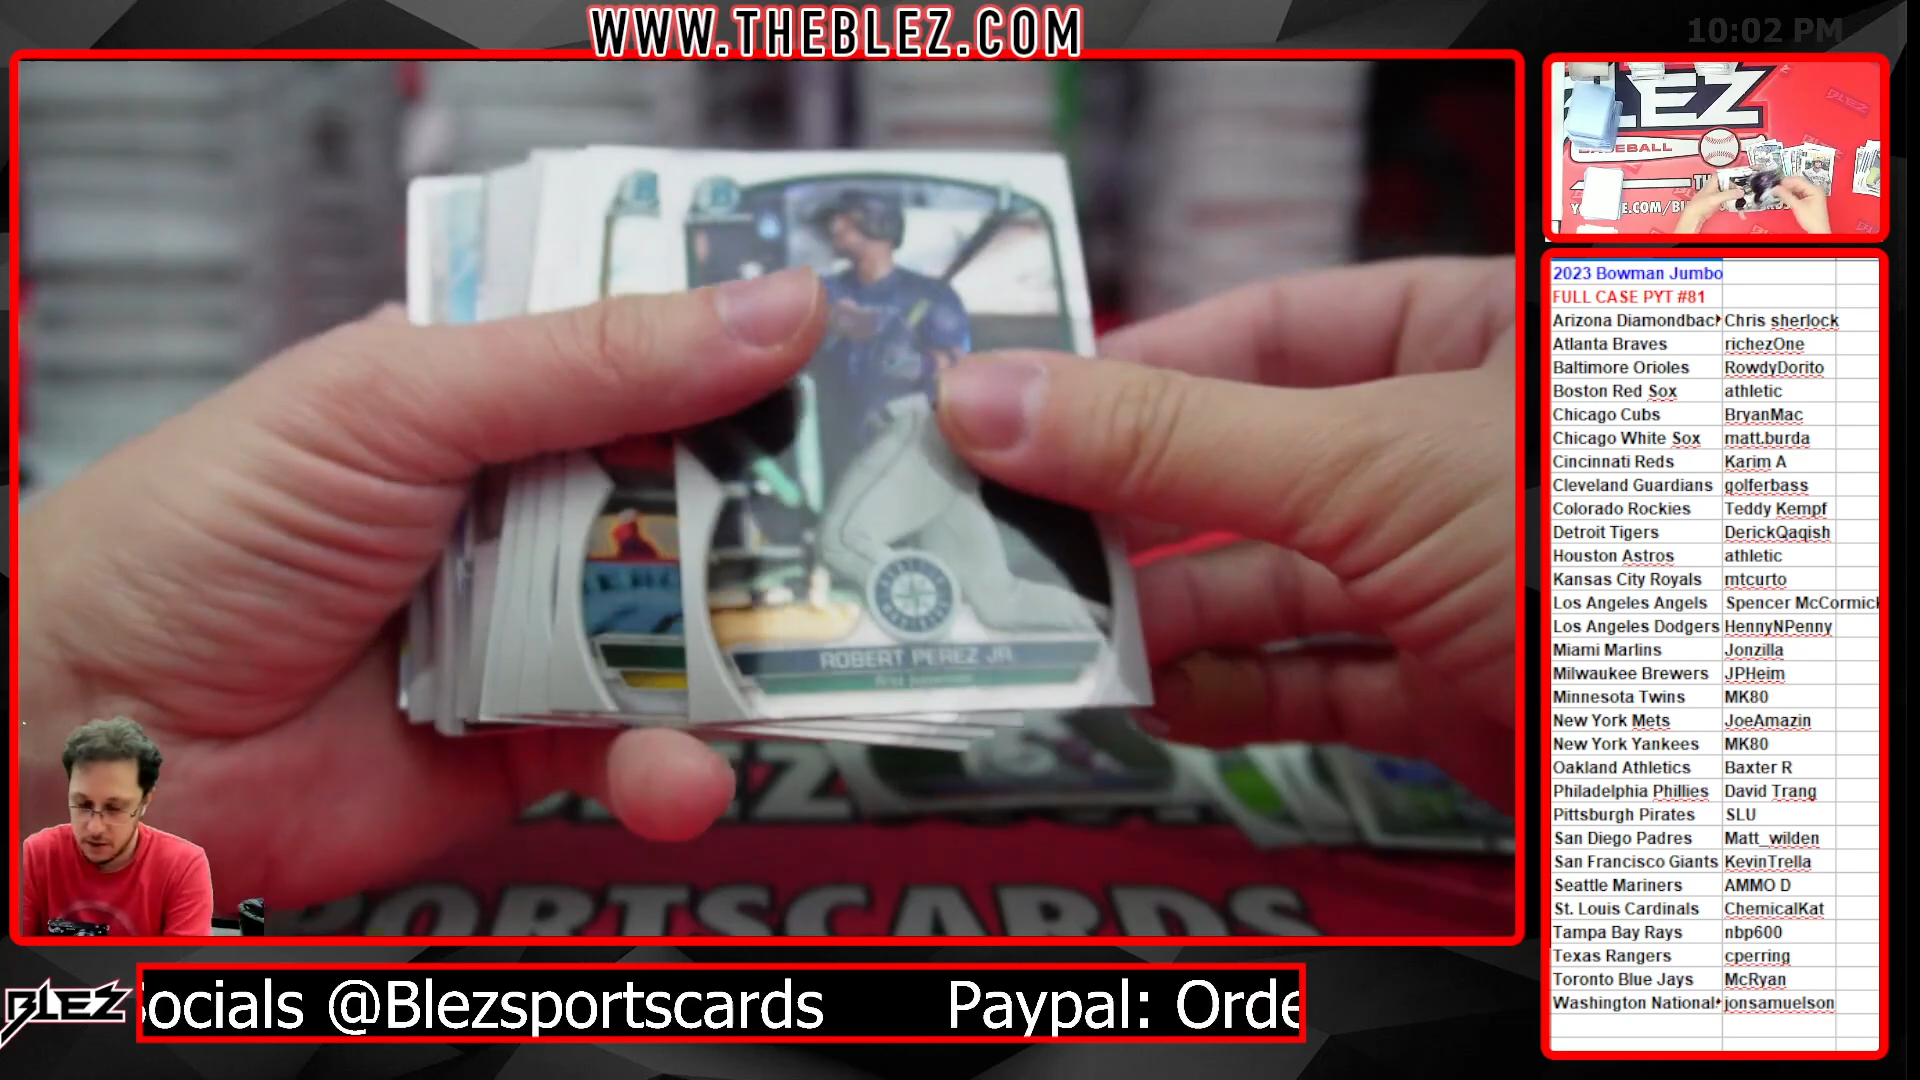 WWW.THEBLEZ.COM
10:02 PM
ROBERT PEREZ JR
first baseman
PORTSCARDS
BLEZ
BASEBALL
2023 Bowman Jumbo
FULL CASE PYT #81
Arizona Diamondbac Chris sherlock
Atlanta Braves richezOne
Baltimore Orioles RowdyDorito
Boston Red Sox athletic
Chicago Cubs BryanMac
Chicago White Sox matt.burda
Cincinnati Reds Karim A
Cleveland Guardians golferbass
Colorado Rockies Teddy Kempf
Detroit Tigers DerickQaqish
Houston Astros athletic
Kansas City Royals mtcurto
Los Angeles Angels Spencer McCormick
Los Angeles Dodgers HennyNPenny
Miami Marlins Jonzilla
Milwaukee Brewers JPHeim
Minnesota Twins MK80
New York Mets JoeAmazin
New York Yankees MK80
Oakland Athletics Baxter R
Philadelphia Phillies David Trang
Pittsburgh Pirates SLU
San Diego Padres Matt_wilden
San Francisco Giants KevinTrella
Seattle Mariners AMMO D
St. Louis Cardinals ChemicalKat
Tampa Bay Rays nbp600
Texas Rangers cperring
Toronto Blue Jays McRyan
Washington National jonsamuelson
BLEZ
ocials @Blezsportscards Paypal: Orde